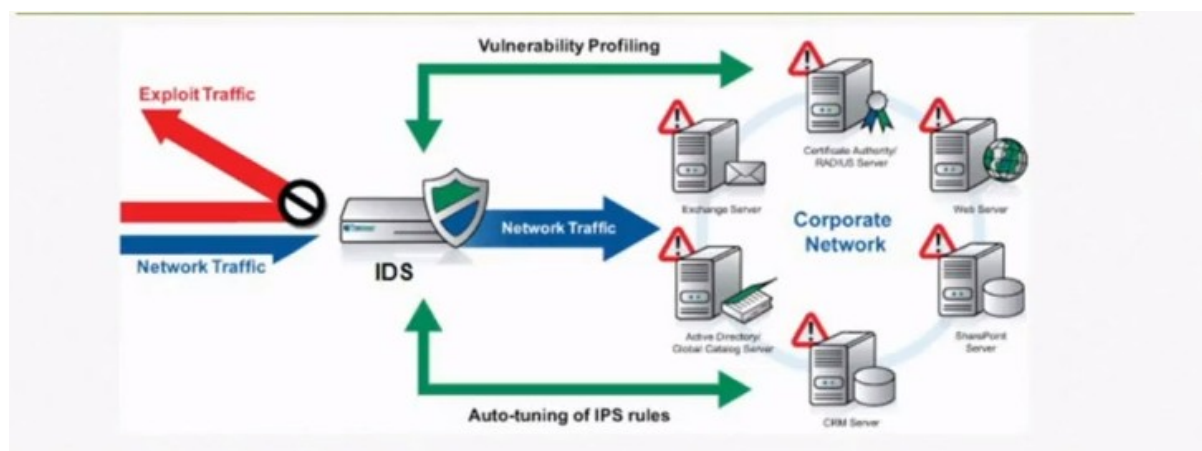 Vulnerability Profiling
Exploit Traffic
Certificate Authority/
RADIUS Server
Exchange Server
Web Server
Network Traffic
Corporate
Network
Network Traffic
IDS
Active Directory/
Global Catalog Server
SharePoint
Server
Auto-tuning of IPS rules
CRM Server